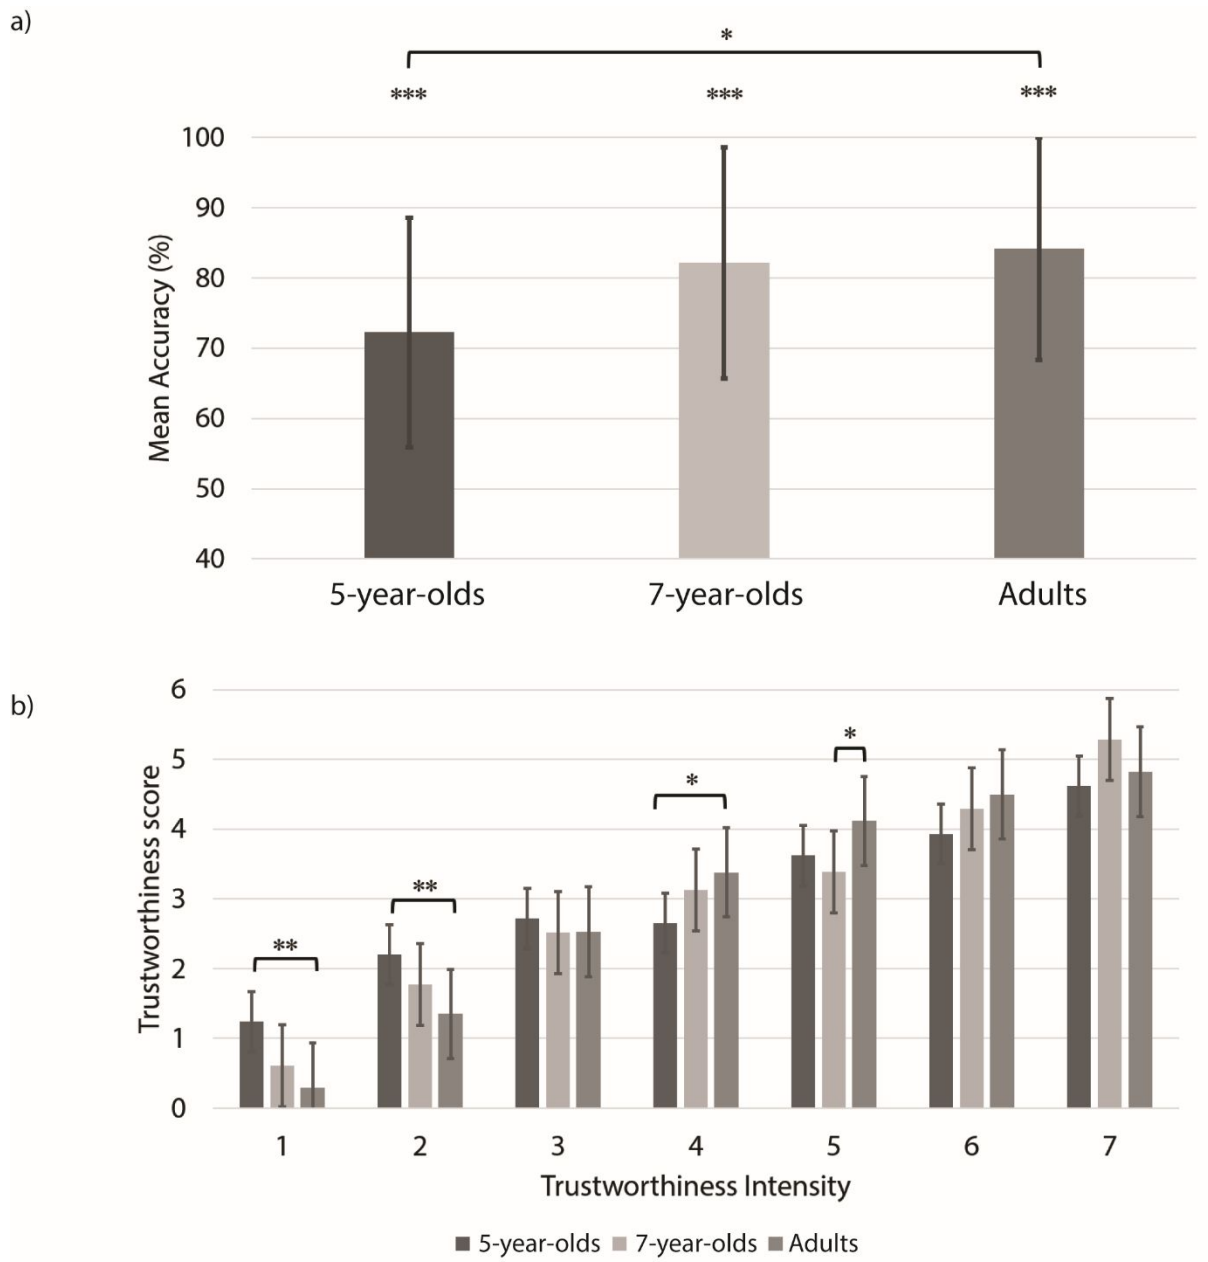 a)
*
*** *** ***
100
90
80
70
60
50
40
Mean Accuracy (%)
5-year-olds 7-year-olds Adults
b)
6
5
4
3
2
1
0
Trustworthiness score
** ** * *
1 2 3 4 5 6 7
Trustworthiness Intensity
5-year-olds 7-year-olds Adults